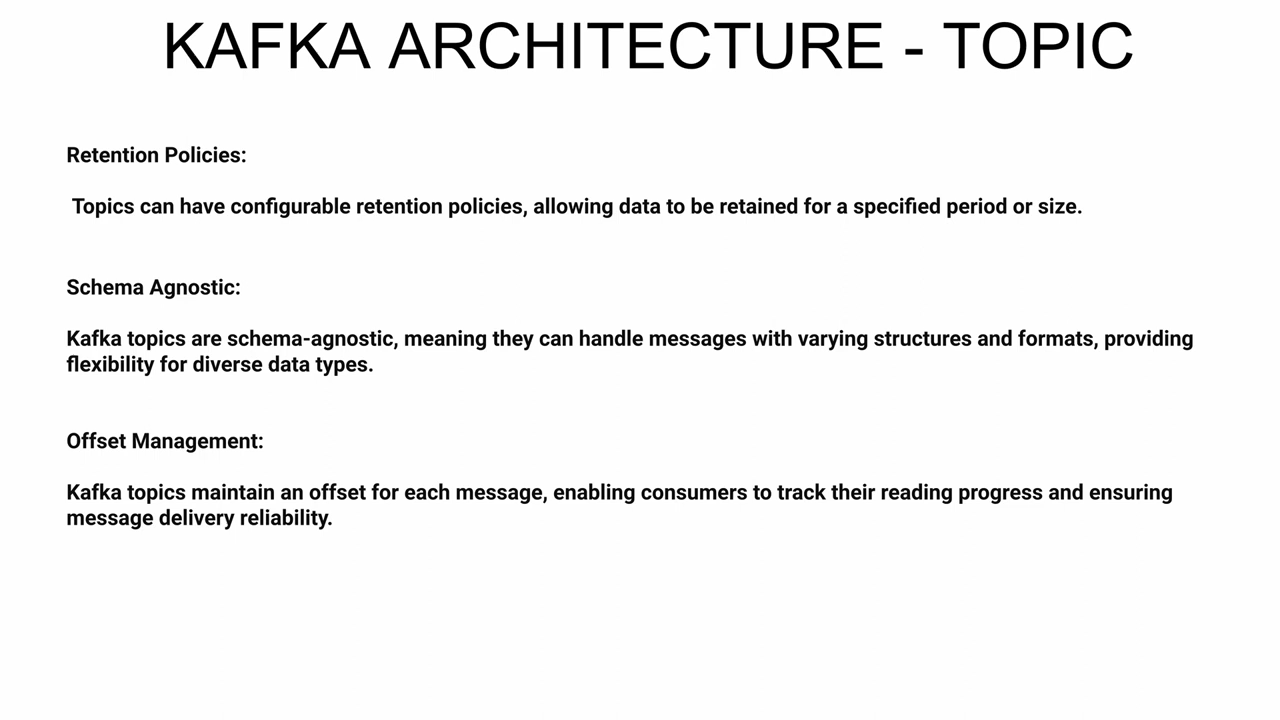 KAFKA ARCHITECTURE - TOPIC
Retention Policies:
Topics can have configurable retention policies, allowing data to be retained for a specified period or size.
Schema Agnostic:
Kafka topics are schema-agnostic, meaning they can handle messages with varying structures and formats, providing
flexibility for diverse data types.
Offset Management:
Kafka topics maintain an offset for each message, enabling consumers to track their reading progress and ensuring
message delivery reliability.